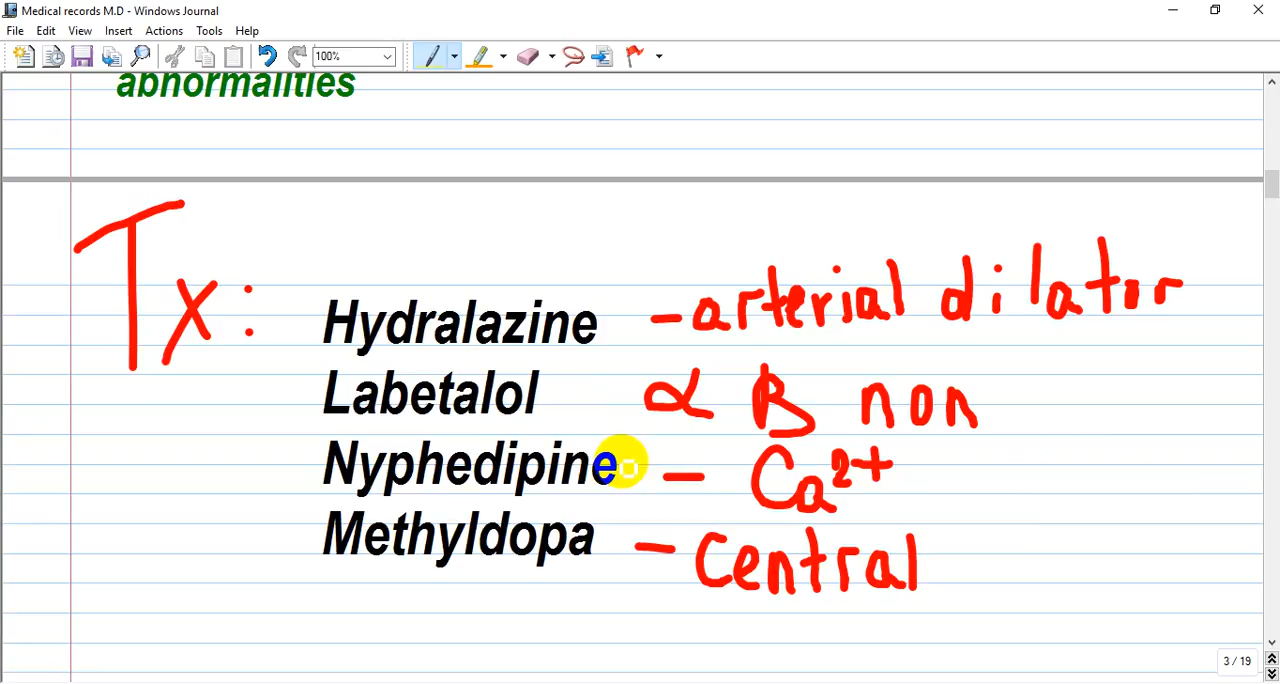 Medical records M.D - Windows Journal
File Edit View Insert Actions Tools Help
100%
abnormalities
Tx:
Hydralazine - arterial dilator
Labetalol α B non
Nyphedipine - Ca2+
Methyldopa - Central
3 / 19